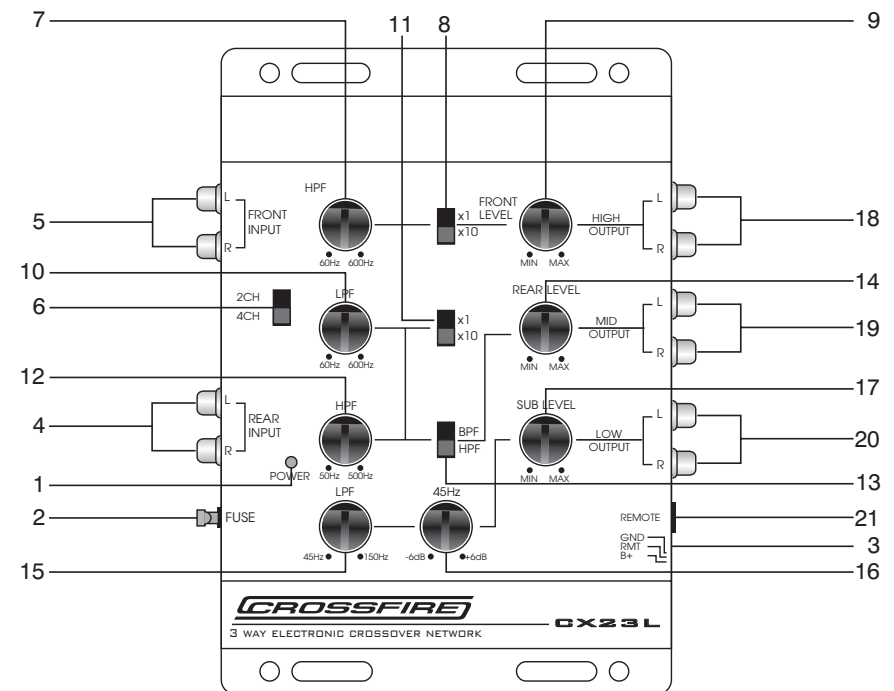 7 11 8 9
HPF
L
FRONT INPUT
R
60Hz 600Hz
x1
x10
FRONT LEVEL
MIN MAX
HIGH OUTPUT
L
R
5
18
10
6
2CH
4CH
LPF
60Hz 600Hz
x1
x10
REAR LEVEL
MIN MAX
MID OUTPUT
L
R
14
19
12
4
L
REAR INPUT
R
HPF
50Hz 500Hz
BPF
HPF
SUB LEVEL
MIN MAX
LOW OUTPUT
L
R
17
20
13
1
POWER
2
FUSE
LPF
45Hz 150Hz
45Hz
-6dB +6dB
REMOTE
21
GND
RMT
B+
3
15
16
CROSSFIRE
3 WAY ELECTRONIC CROSSOVER NETWORK
CX23L